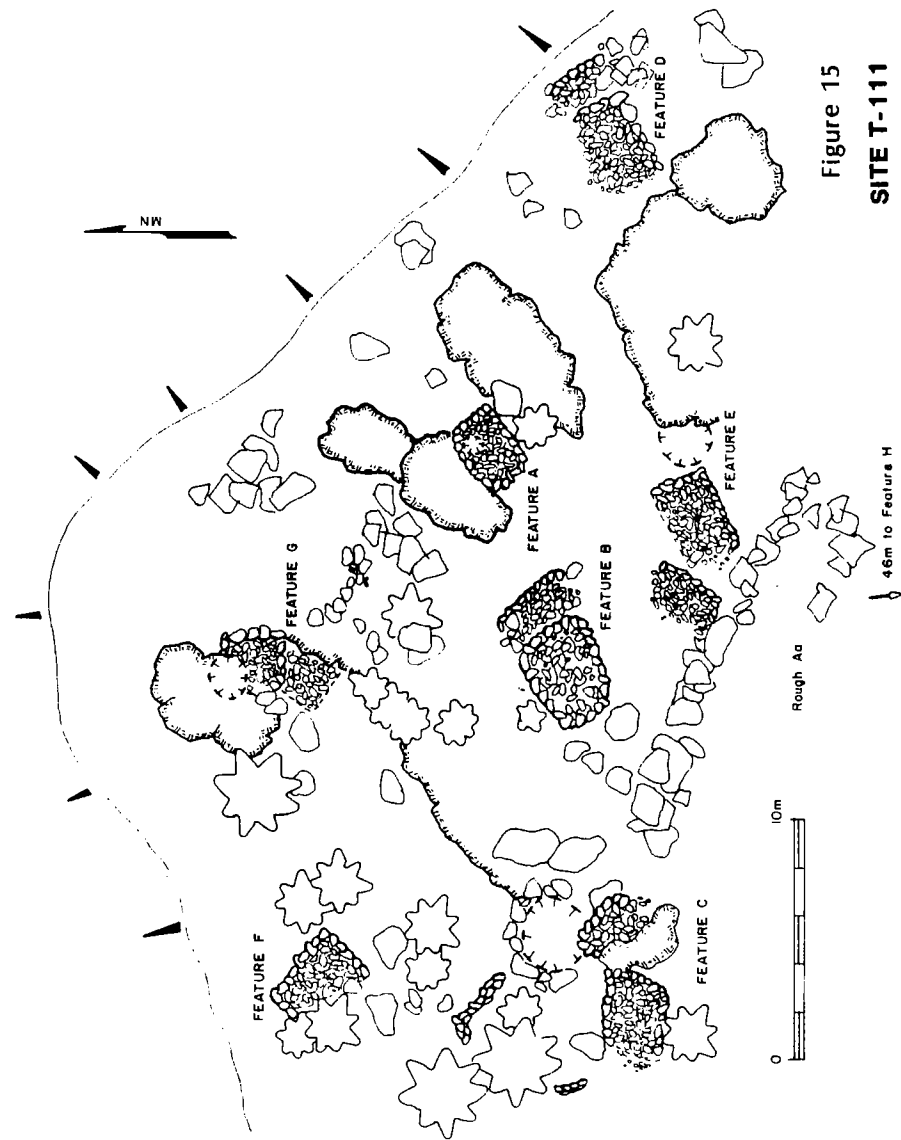 Figure 15
SITE T-111
MN
FEATURE D
FEATURE A
FEATURE E
FEATURE G
FEATURE B
FEATURE F
FEATURE C
Rough Aa
46m to Feature H
0
10m